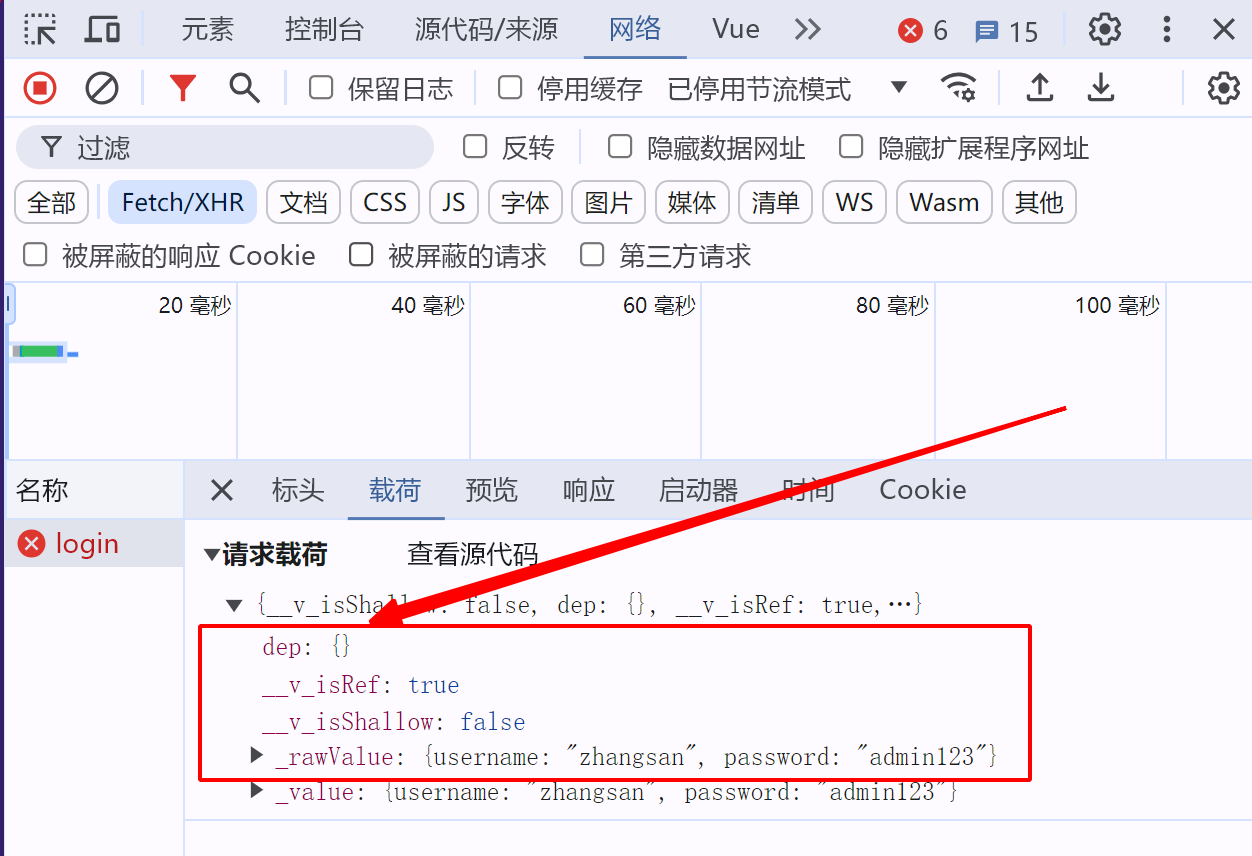 元素 控制台 源代码/来源 网络 Vue 6 15
保留日志 停用缓存 已停用节流模式
过滤 反转 隐藏数据网址 隐藏扩展程序网址
全部 Fetch/XHR 文档 CSS JS 字体 图片 媒体 清单 WS Wasm 其他
被屏蔽的响应 Cookie 被屏蔽的请求 第三方请求
20 毫秒 40 毫秒 60 毫秒 80 毫秒 100 毫秒
名称 标头 载荷 预览 响应 启动器 时间 Cookie
login
请求载荷 查看源代码
{__v_isShallow: false, dep: {}, __v_isRef: true,…}
dep: {}
__v_isRef: true
__v_isShallow: false
_rawValue: {username: "zhangsan", password: "admin123"}
_value: {username: "zhangsan", password: "admin123"}